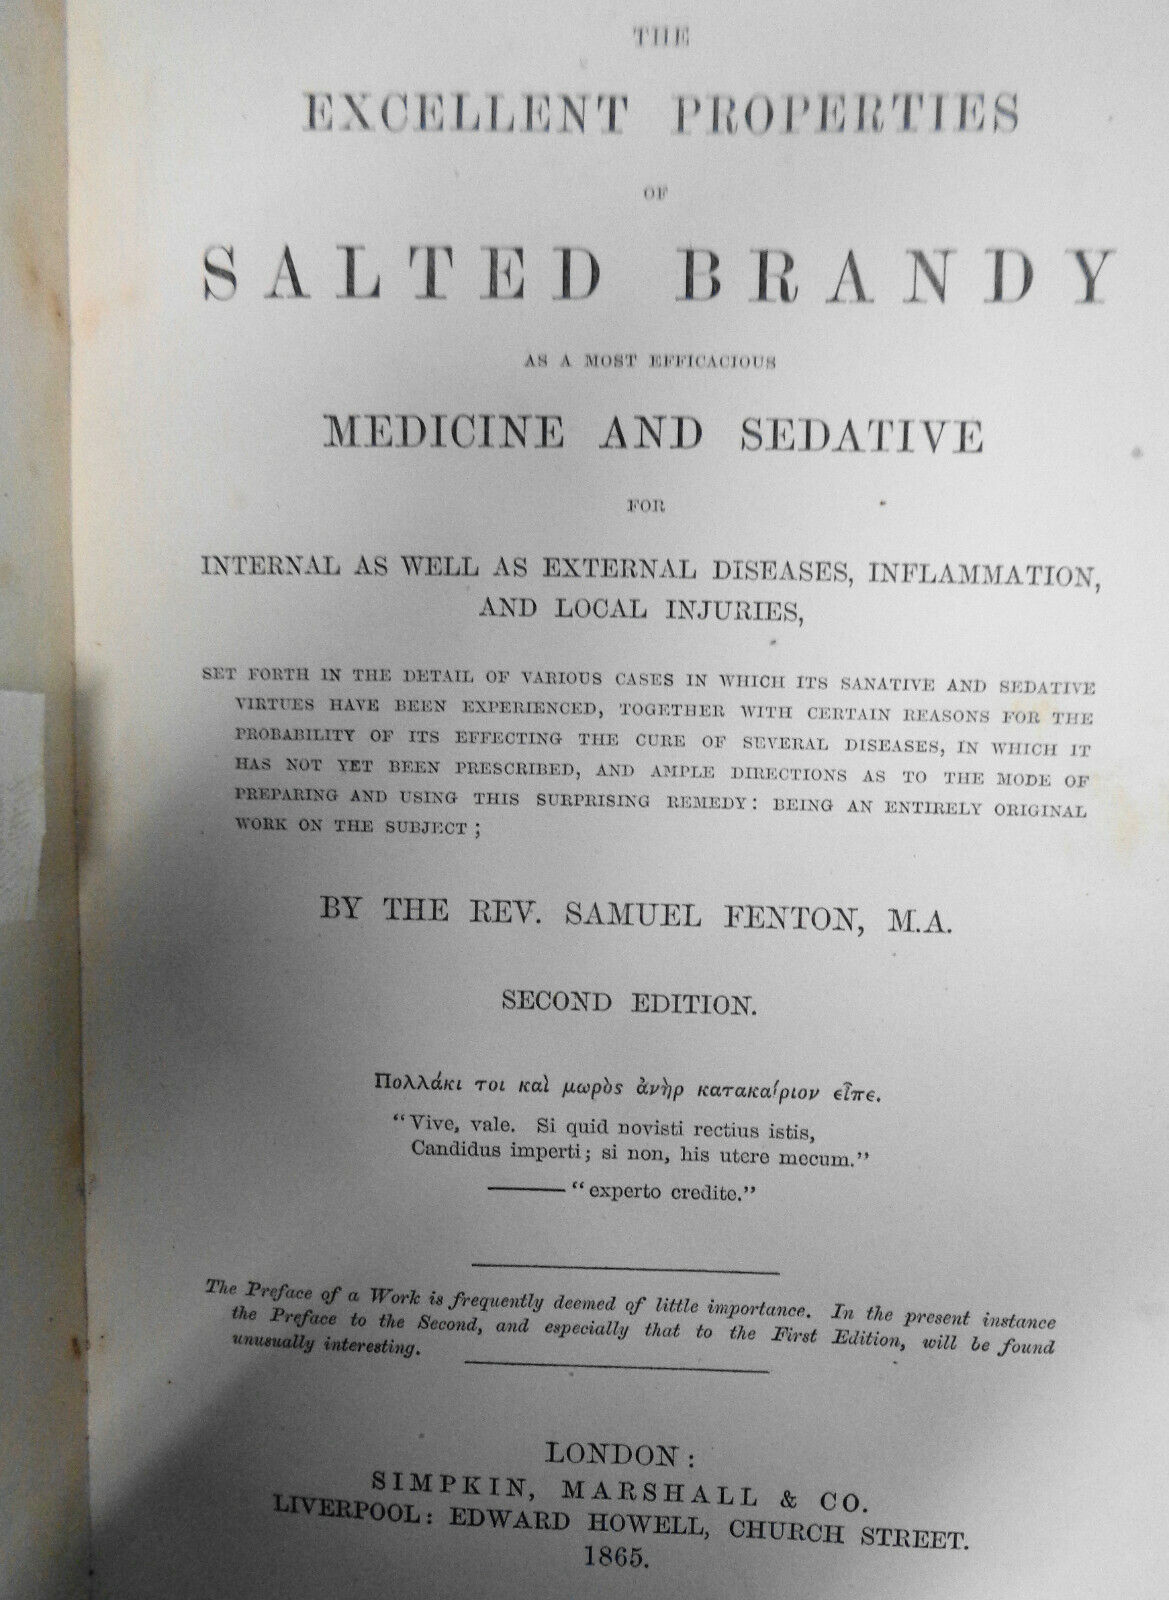 THE
EXCELLENT PROPERTIES
OF
SALTED BRANDY
AS A MOST EFFICACIOUS
MEDICINE AND SEDATIVE
FOR
INTERNAL AS WELL AS EXTERNAL DISEASES, INFLAMMATION,
AND LOCAL INJURIES,
SET FORTH IN THE DETAIL OF VARIOUS CASES IN WHICH ITS SANATIVE AND SEDATIVE
VIRTUES HAVE BEEN EXPERIENCED, TOGETHER WITH CERTAIN REASONS FOR THE
PROBABILITY OF ITS EFFECTING THE CURE OF SEVERAL DISEASES, IN WHICH IT
HAS NOT YET BEEN PRESCRIBED, AND AMPLE DIRECTIONS AS TO THE MODE OF
PREPARING AND USING THIS SURPRISING REMEDY: BEING AN ENTIRELY ORIGINAL
WORK ON THE SUBJECT;
BY THE REV. SAMUEL FENTON, M.A.
SECOND EDITION.
Πολλάκι τοι καὶ μωρὸς ἀνὴρ κατακαίριον εἶπε.
"Vive, vale. Si quid novisti rectius istis,
Candidus imperti; si non, his utere mecum."
——— "experto credite."
The Preface of a Work is frequently deemed of little importance. In the present instance
the Preface to the Second, and especially that to the First Edition, will be found
unusually interesting.
LONDON:
SIMPKIN, MARSHALL & CO.
LIVERPOOL: EDWARD HOWELL, CHURCH STREET.
1865.